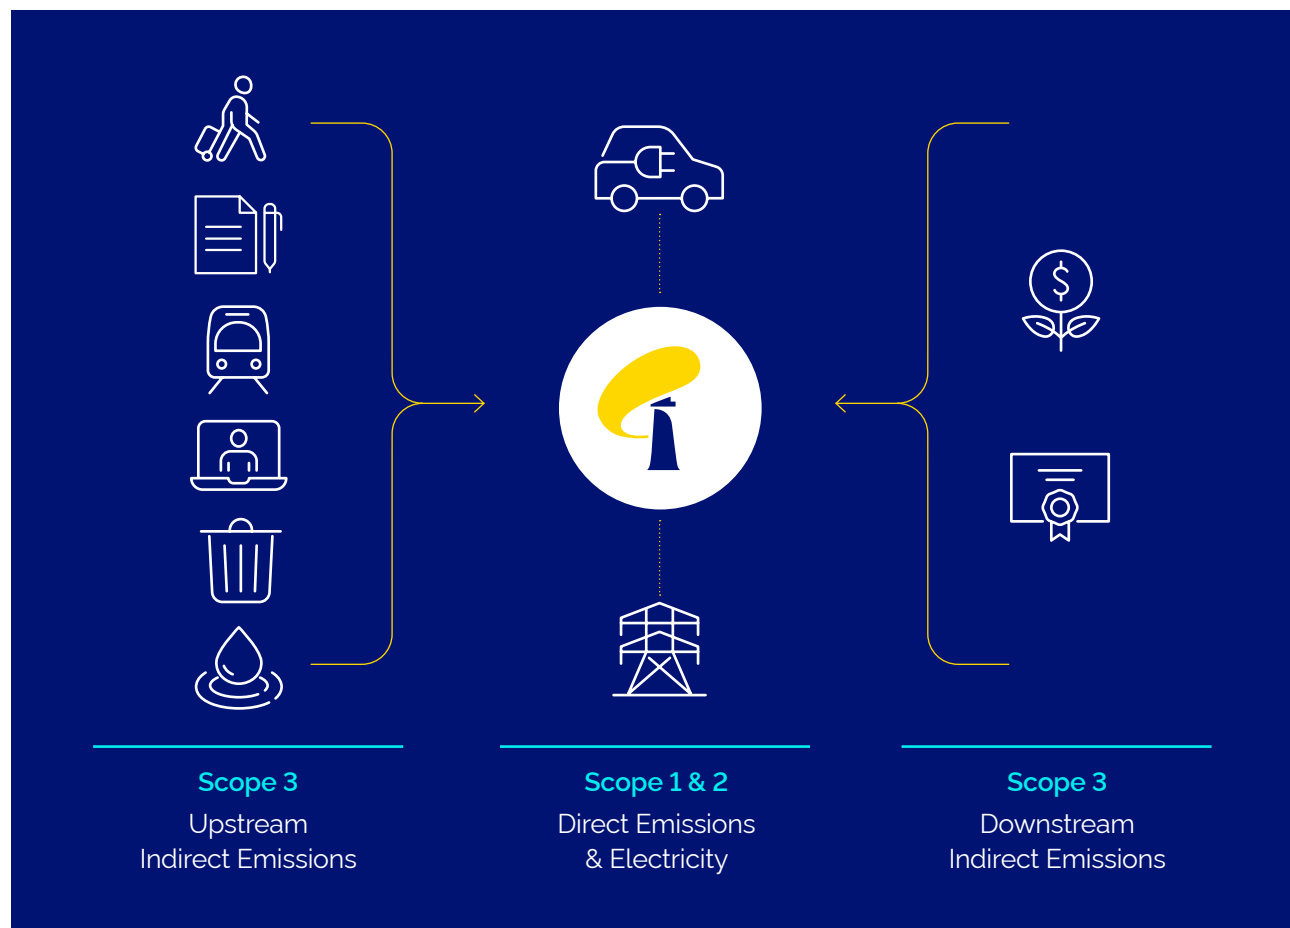 $
Scope 3
Upstream
Indirect Emissions
Scope 1 & 2
Direct Emissions
& Electricity
Scope 3
Downstream
Indirect Emissions